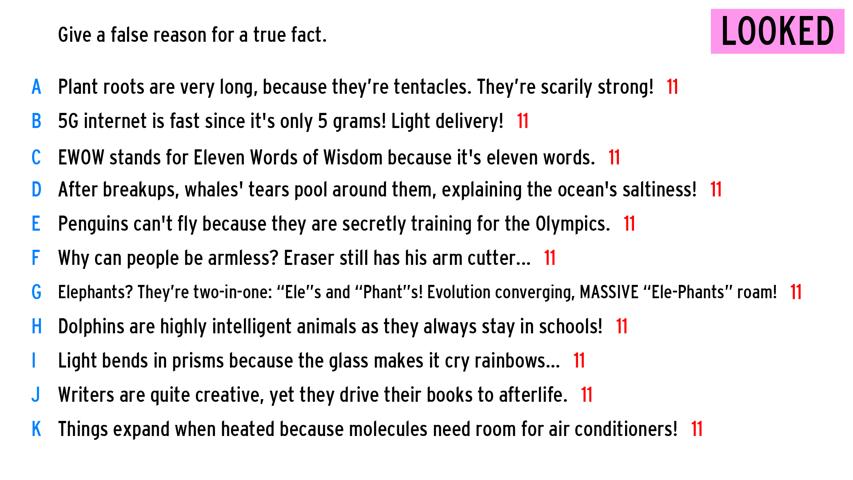 Give a false reason for a true fact.
LOOKED
A Plant roots are very long, because they're tentacles. They're scarily strong! 11
B 5G internet is fast since it's only 5 grams! Light delivery! 11
C EWOW stands for Eleven Words of Wisdom because it's eleven words. 11
D After breakups, whales' tears pool around them, explaining the ocean's saltiness! 11
E Penguins can't fly because they are secretly training for the Olympics. 11
F Why can people be armless? Eraser still has his arm cutter... 11
G Elephants? They're two-in-one: “Ele”s and “Phant”s! Evolution converging, MASSIVE “Ele-Phants” roam! 11
H Dolphins are highly intelligent animals as they always stay in schools! 11
I Light bends in prisms because the glass makes it cry rainbows... 11
J Writers are quite creative, yet they drive their books to afterlife. 11
K Things expand when heated because molecules need room for air conditioners! 11